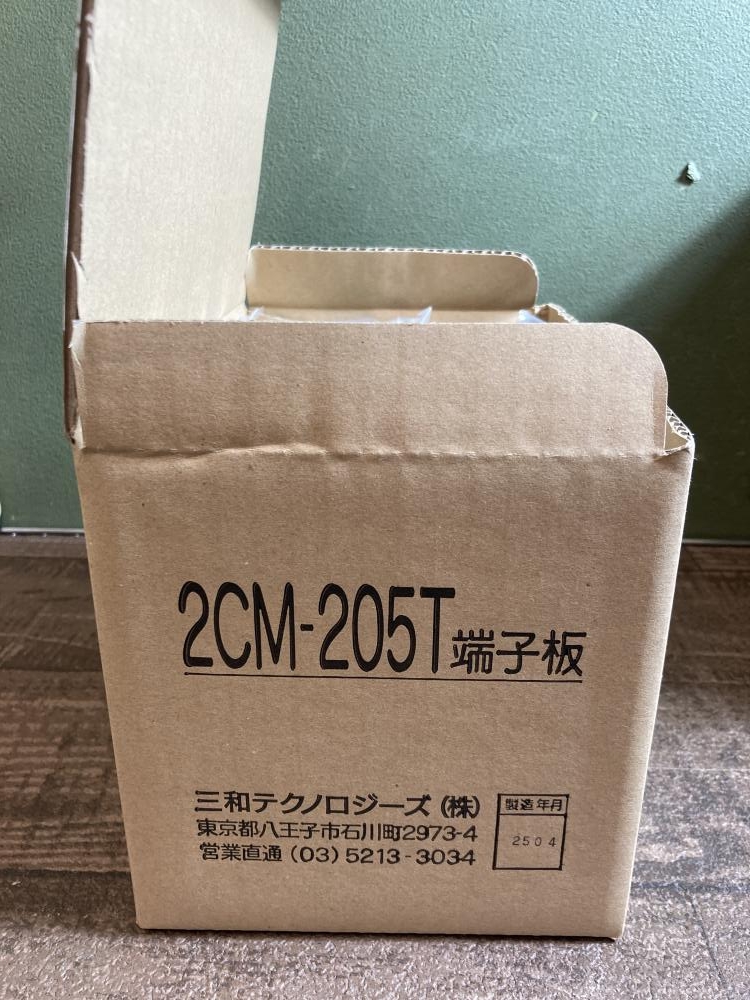 2CM-205T端子板
三和テクノロジーズ(株)
東京都八王子市石川町2973-4
営業直通(03)5213-3034
製造年月
2504